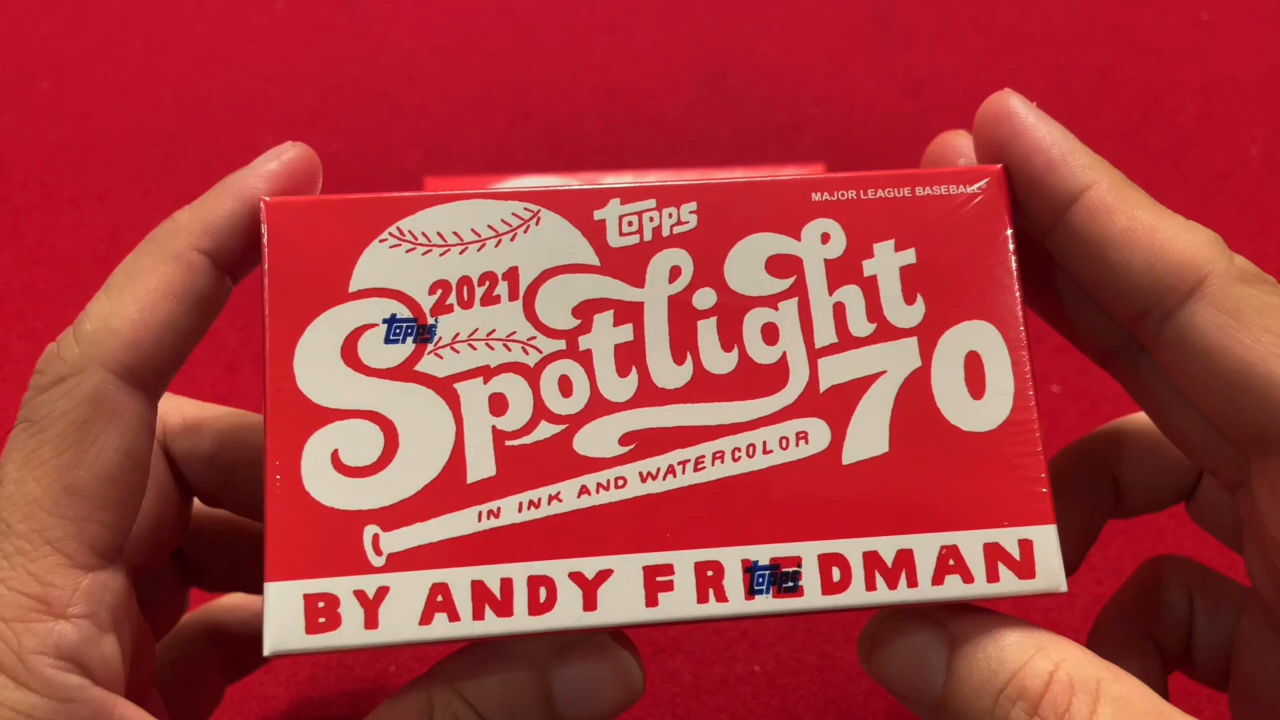 topps
MAJOR LEAGUE BASEBALL®
2021
topps
Spotlight
70
IN INK AND WATERCOLOR
BY ANDY FRIEDMAN
topps